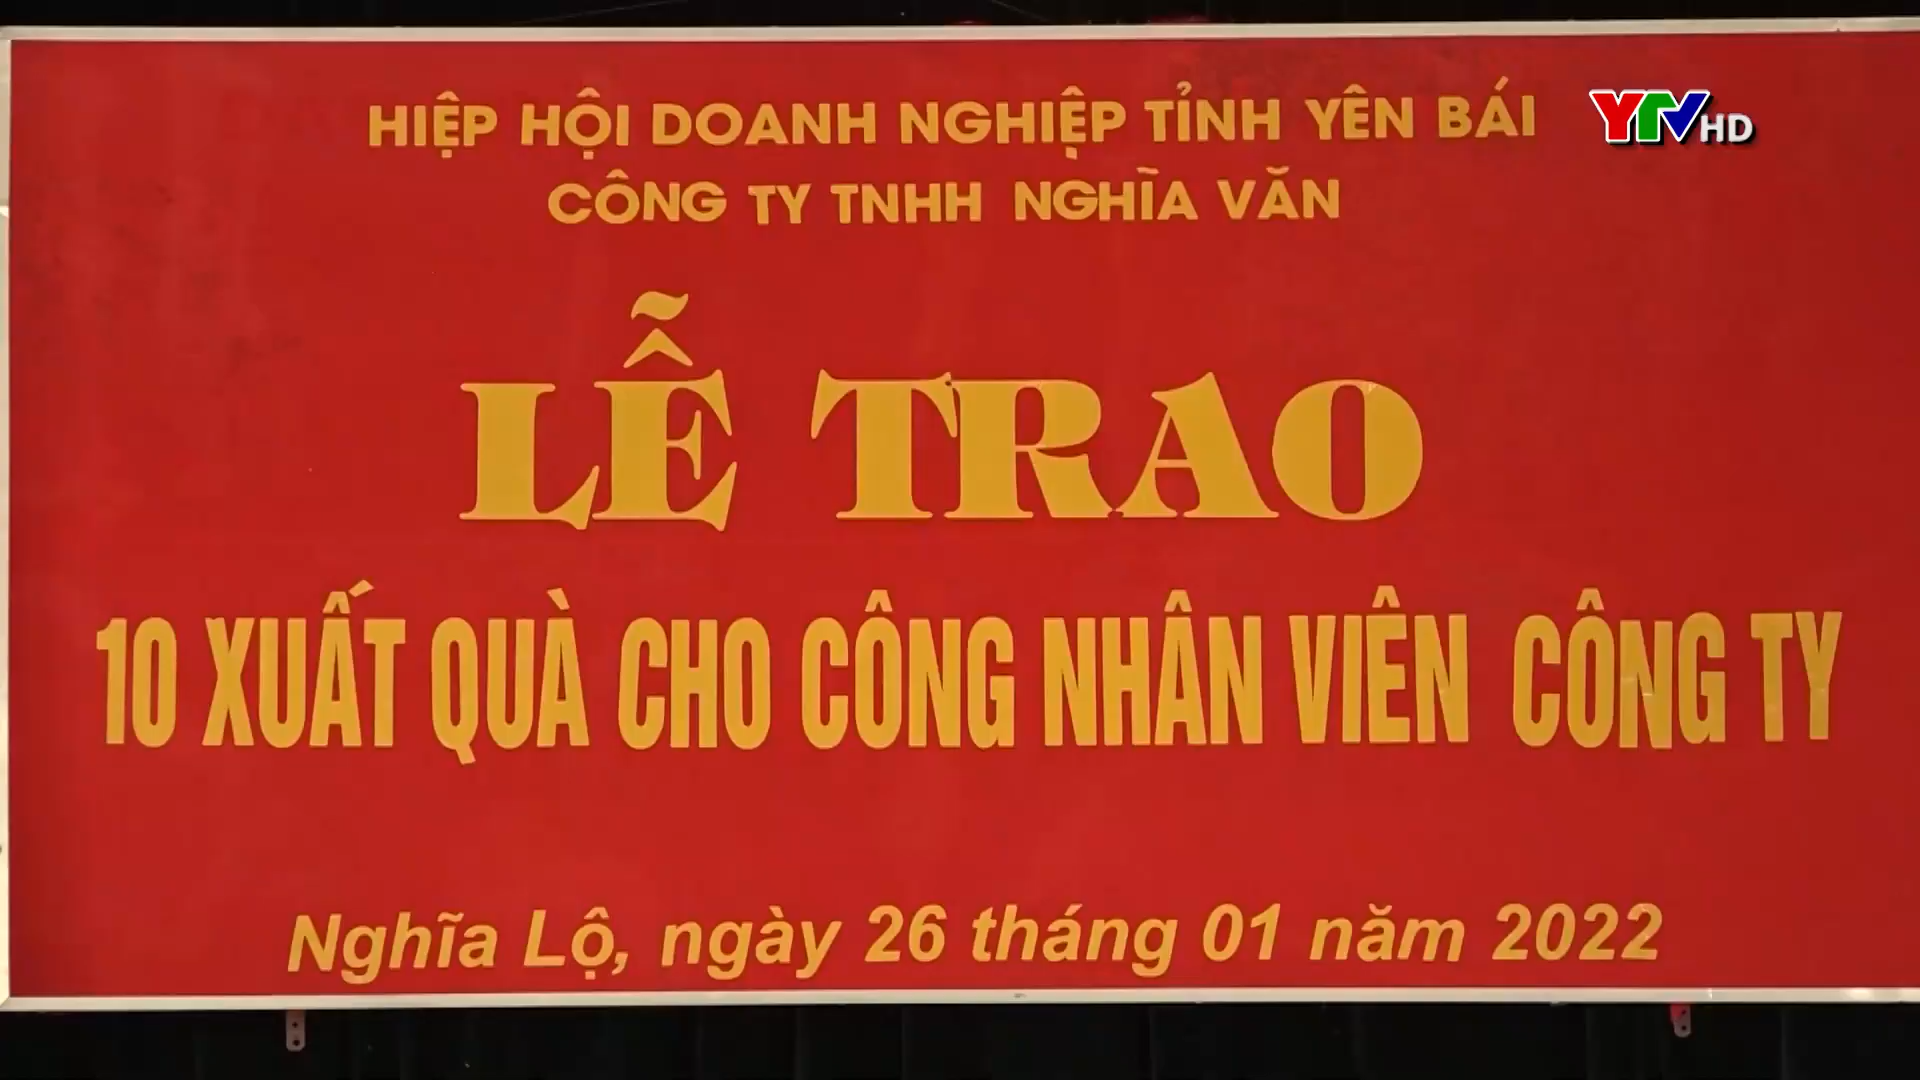 HIỆP HỘI DOANH NGHIỆP TỈNH YÊN BÁI
YTV HD
CÔNG TY TNHH NGHĨA VĂN
LỄ TRAO
10 XUẤT QUÀ CHO CÔNG NHÂN VIÊN CÔNG TY
Nghĩa Lộ, ngày 26 tháng 01 năm 2022